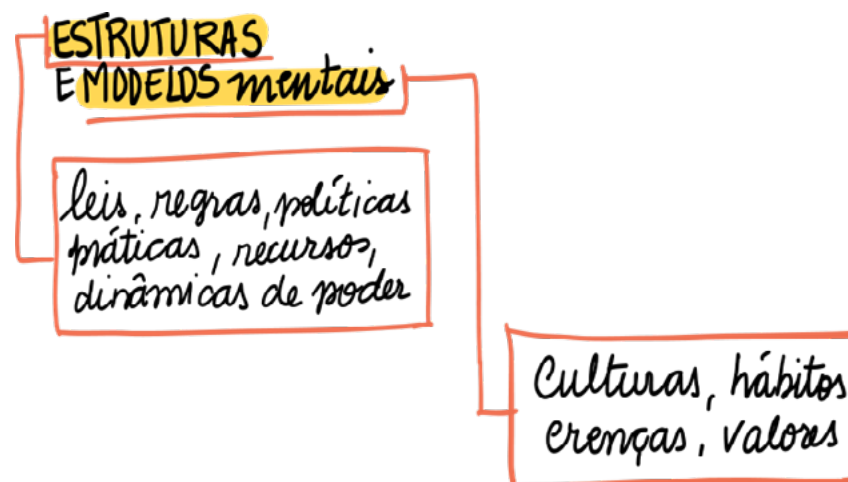 ESTRUTURAS
E MODELOS mentais
leis, regras, políticas
práticas, recursos,
dinâmicas de poder
Culturas, hábitos
crenças, valores